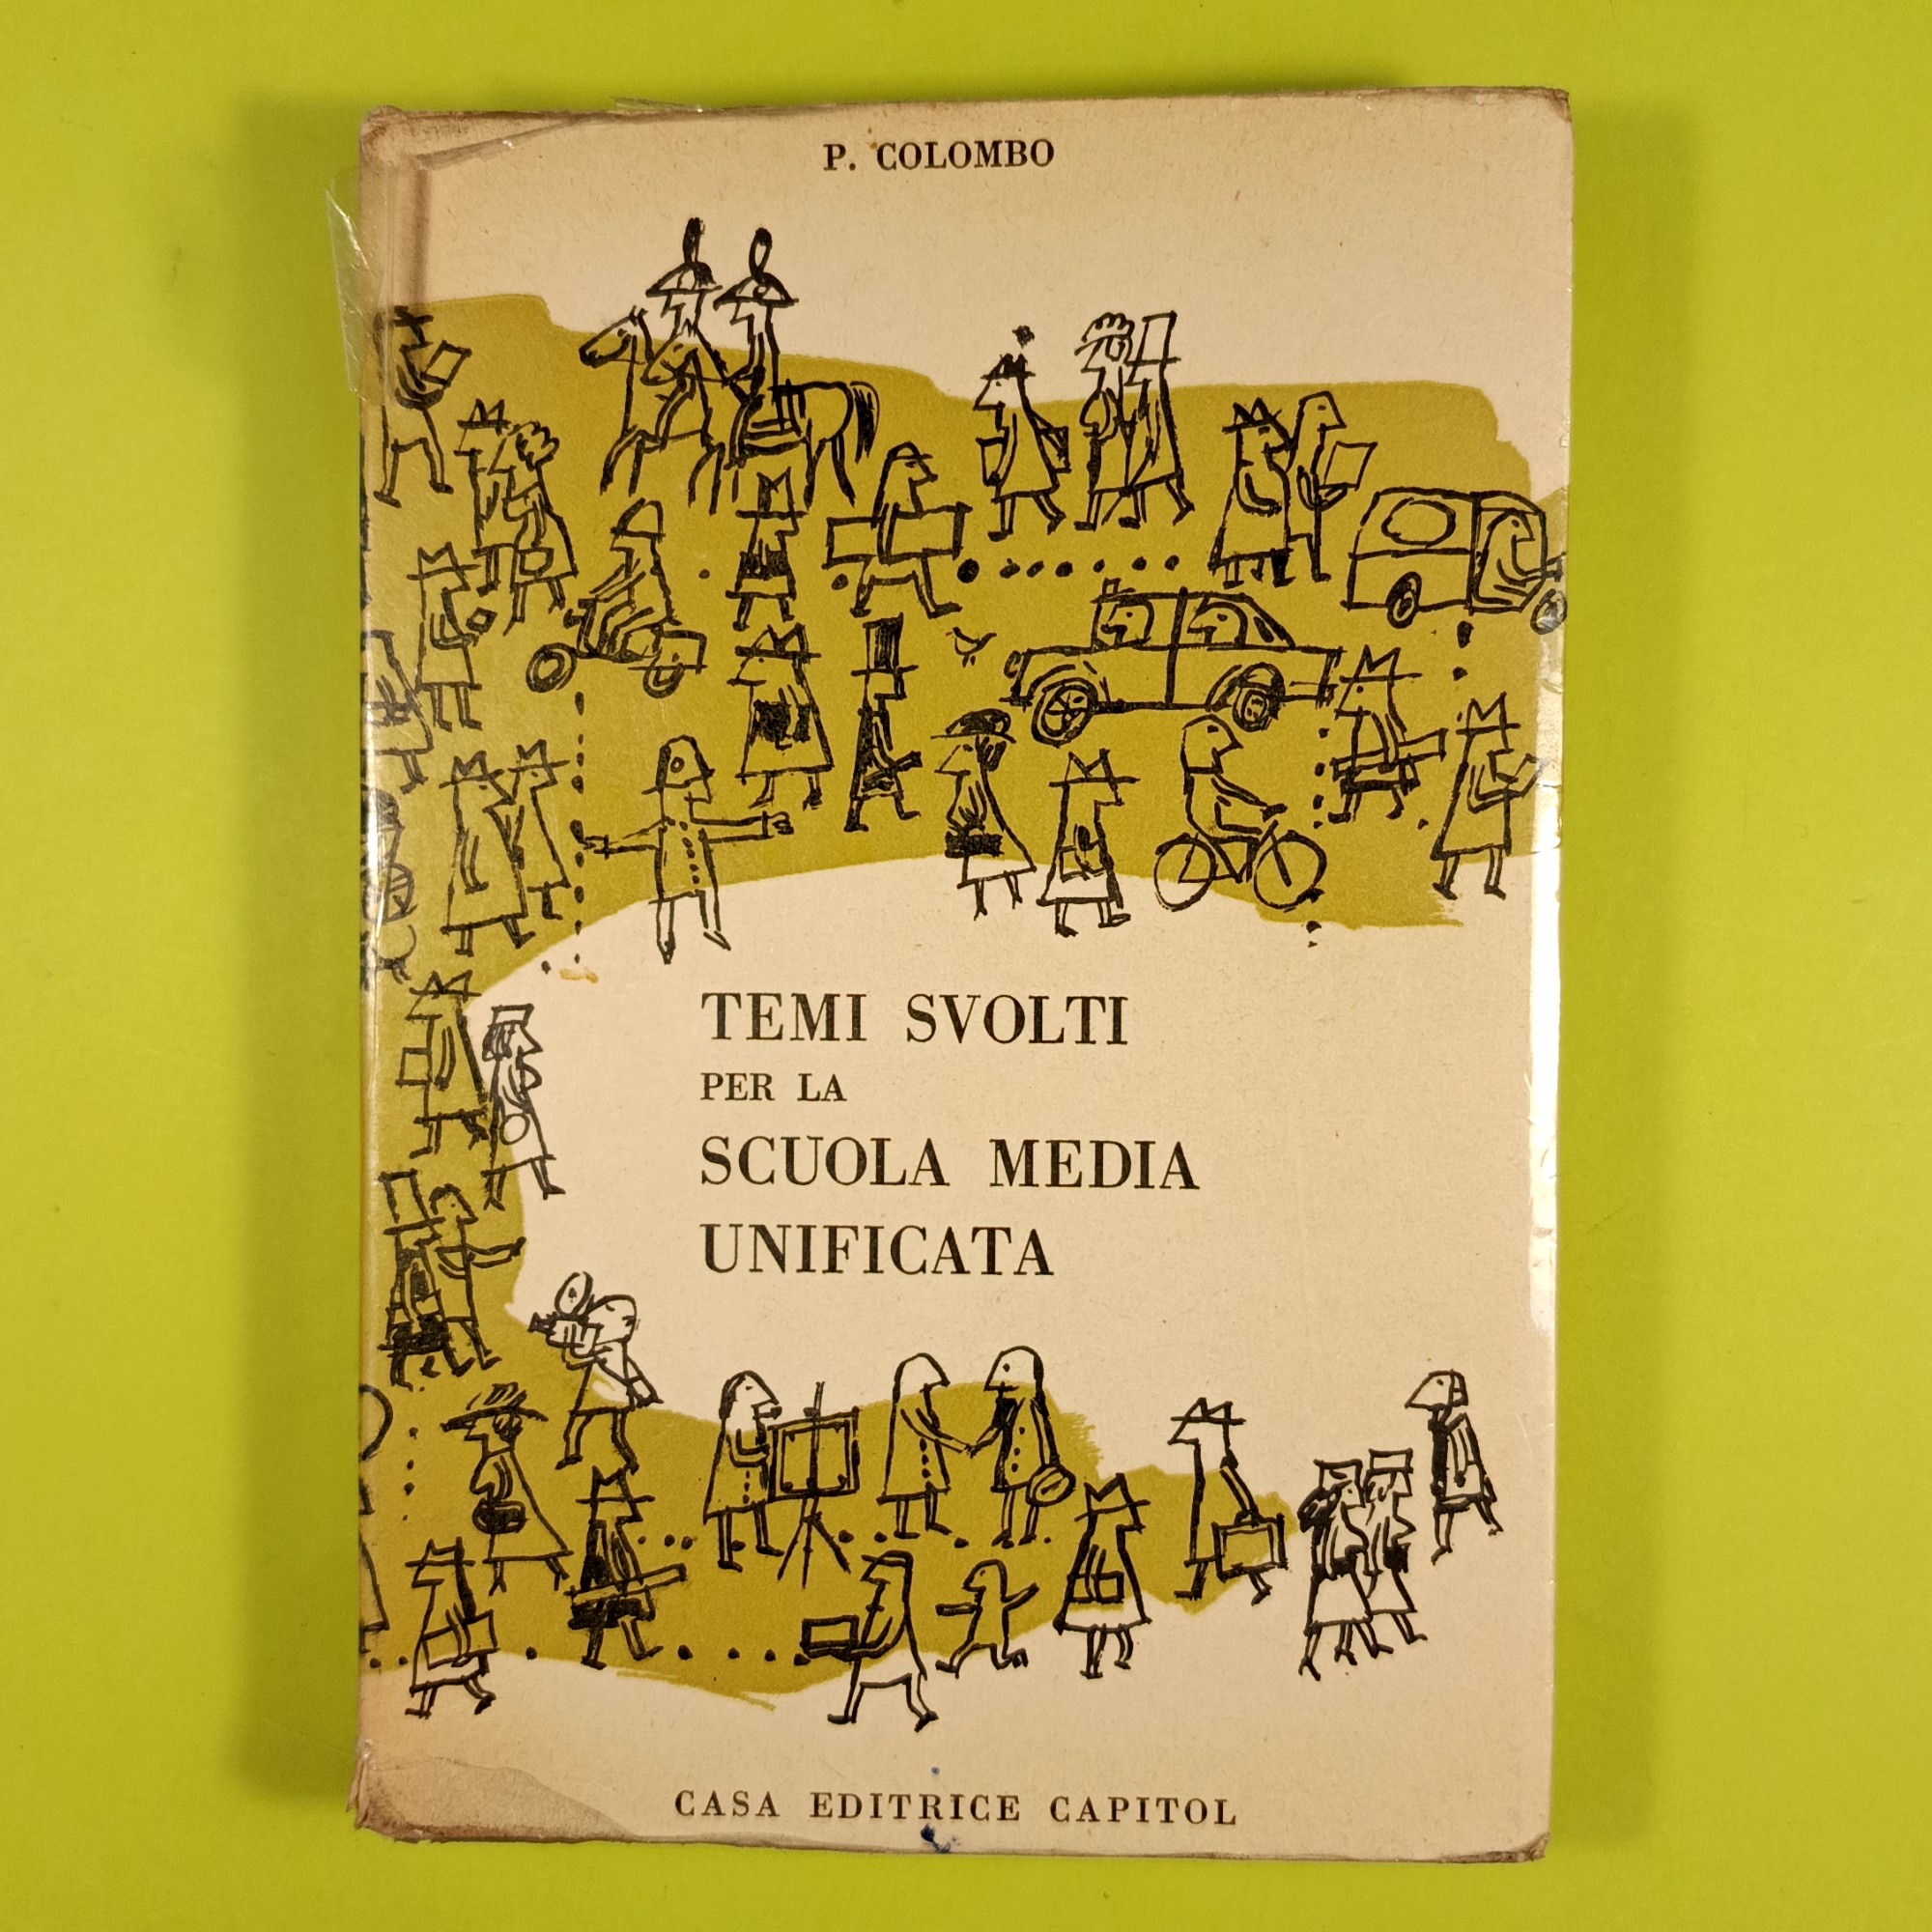 P. COLOMBO
TEMI SVOLTI
PER LA
SCUOLA MEDIA
UNIFICATA
CASA EDITRICE CAPITOL